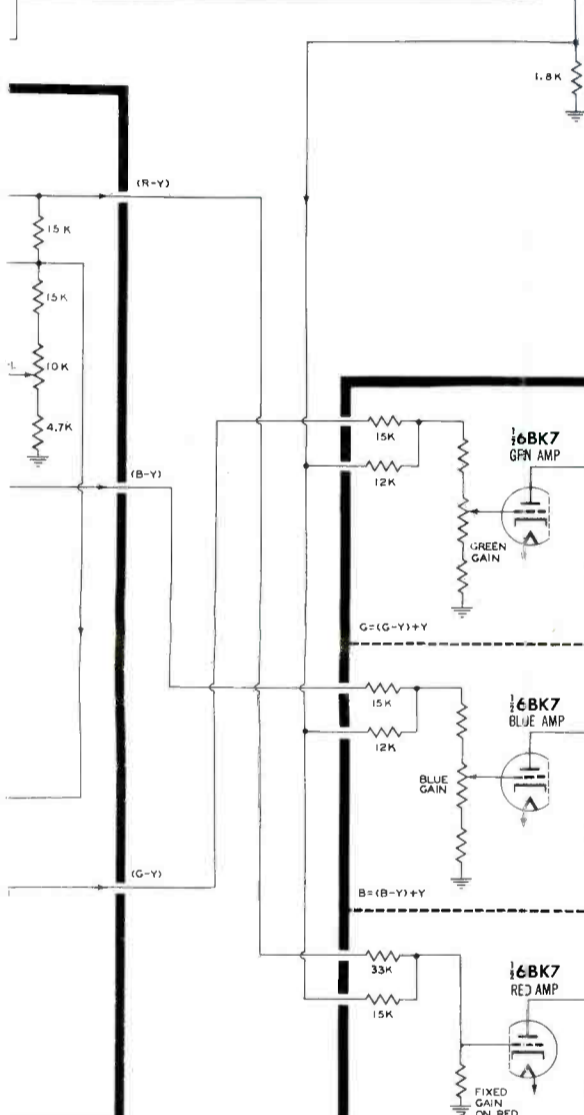 1.8K
(R-Y)
15K
15K
10K
4.7K
15K
½6BK7
GRN AMP
(B-Y)
12K
GREEN
GAIN
G=(G-Y)+Y
15K
½6BK7
BLUE AMP
12K
BLUE
GAIN
(G-Y)
B=(B-Y)+Y
33K
½6BK7
RED AMP
15K
FIXED
GAIN
ON RED